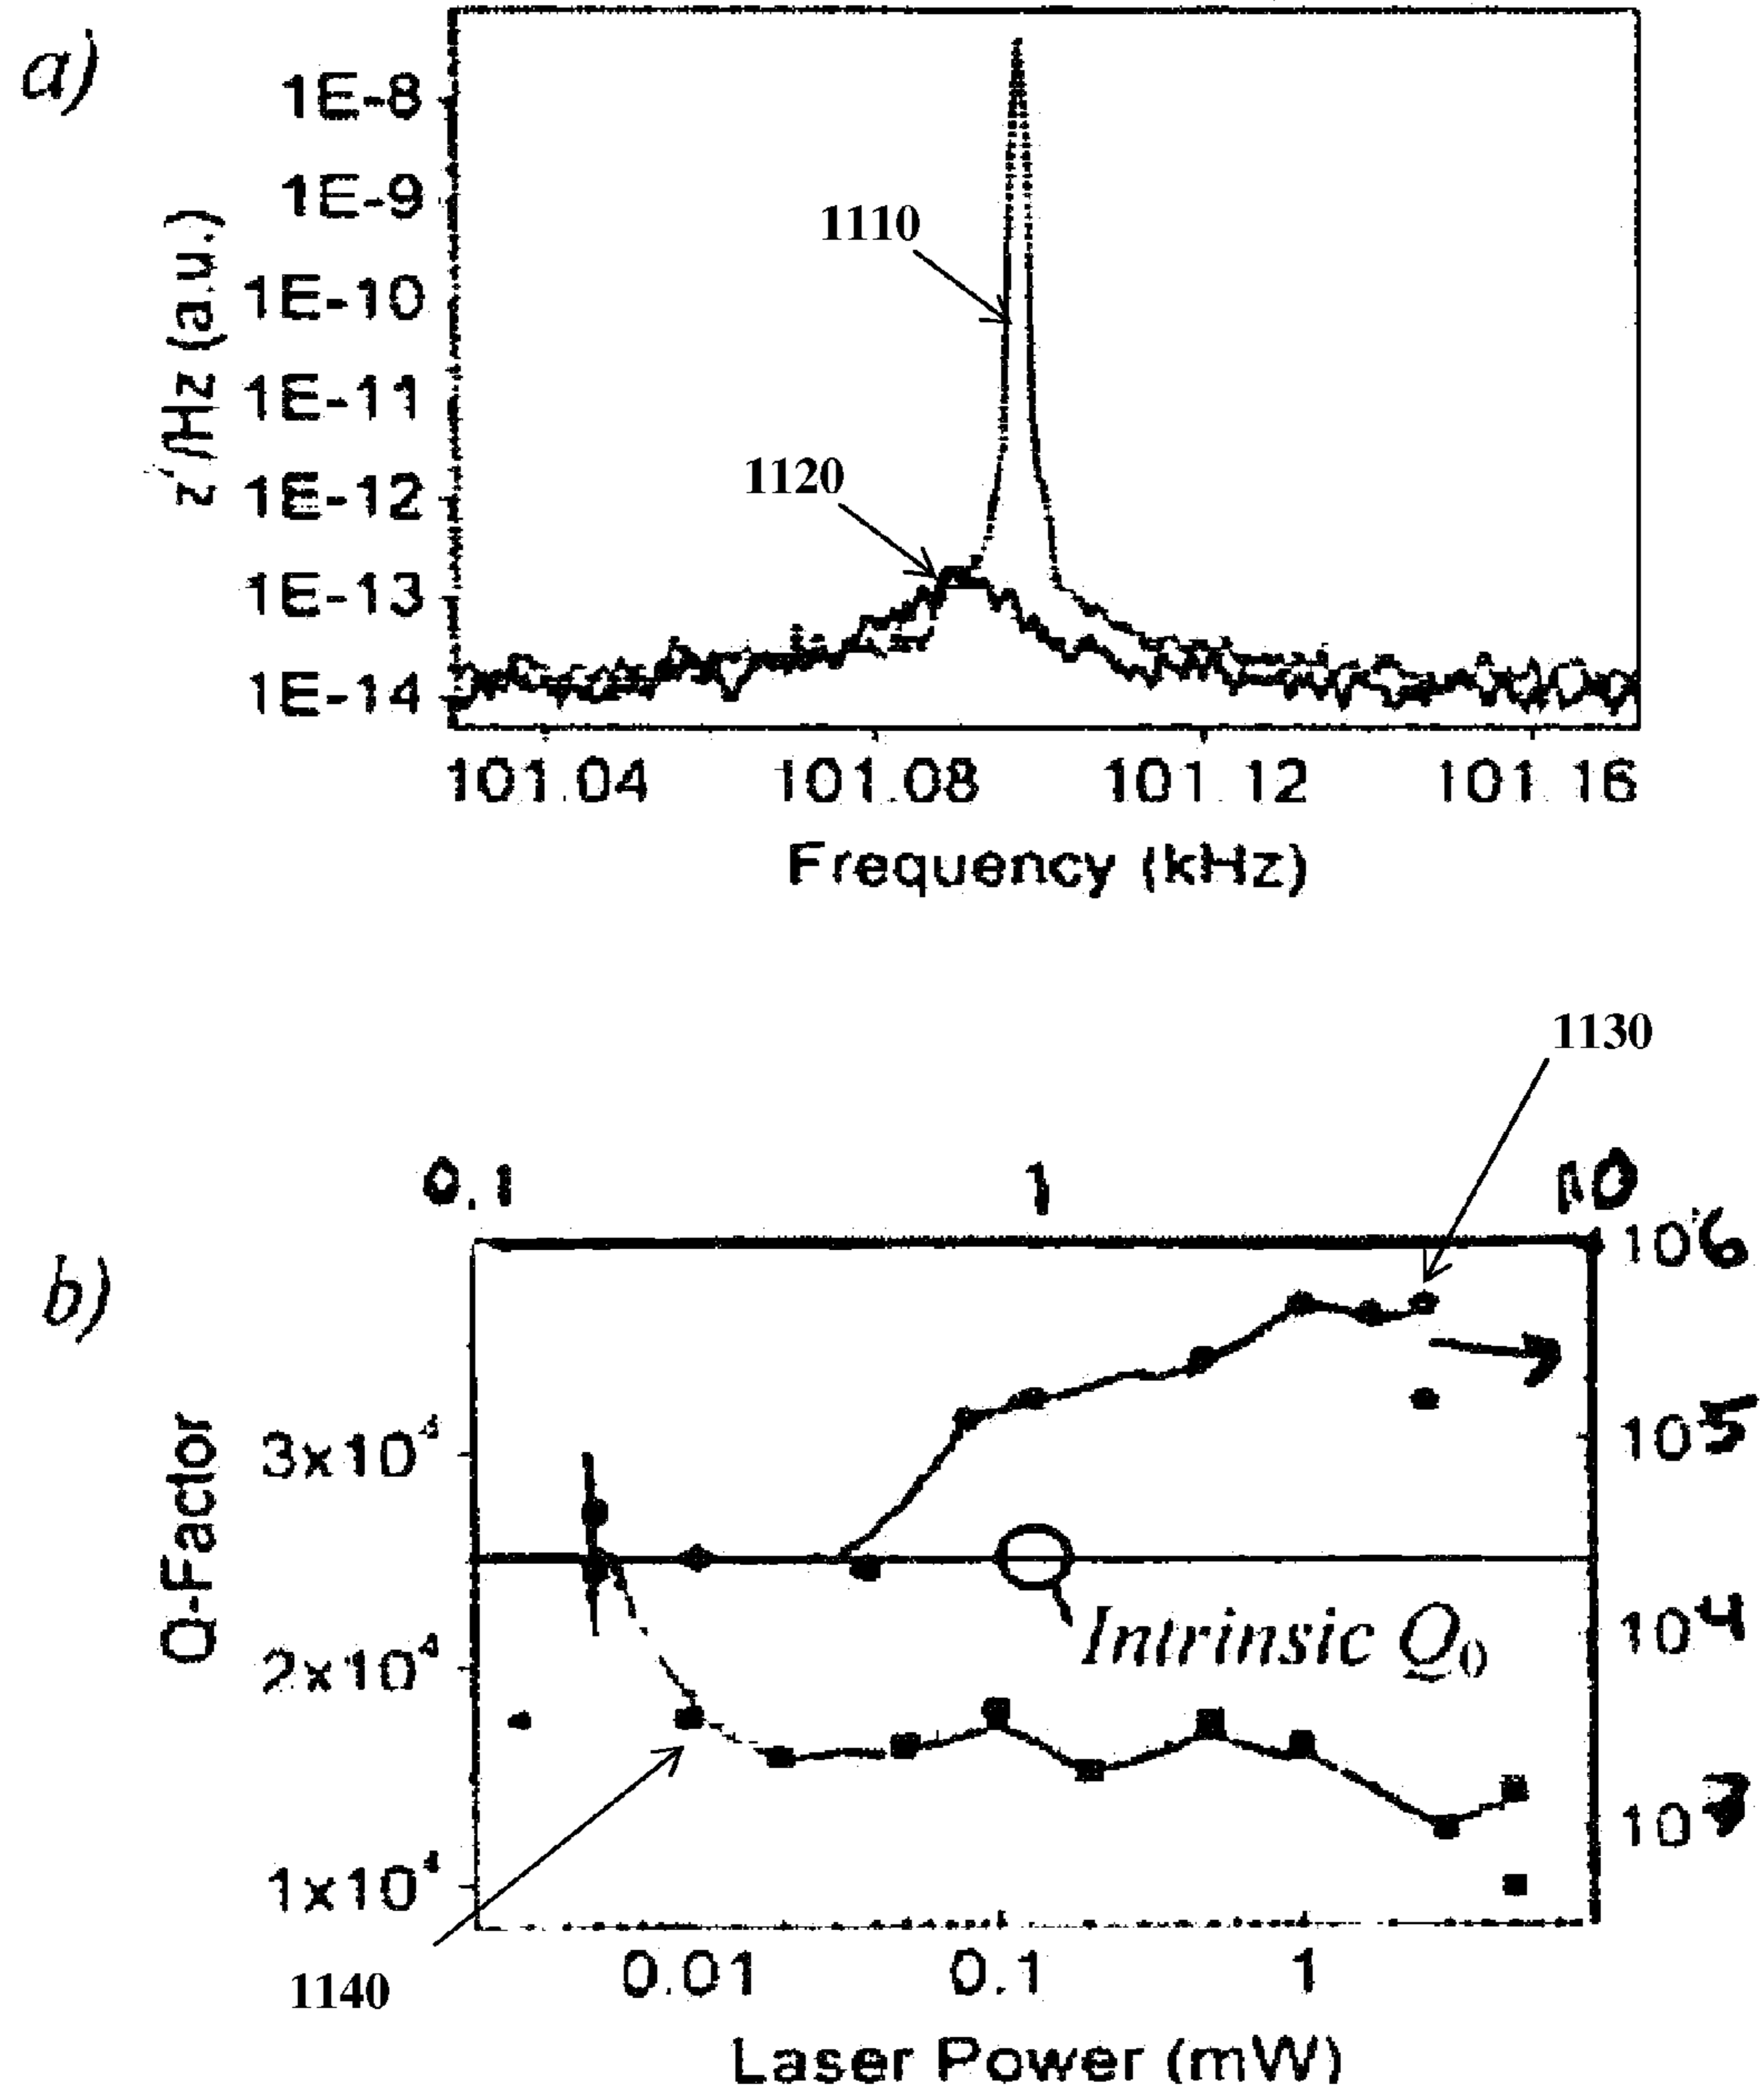 a)
1E-8
1E-9
1E-10
1E-11
1E-12
1E-13
1E-14
z²/Hz (a.u.)
1110
1120
101.04 101.08 101.12 101.16
Frequency (kHz)
1130
0.1 1 10
b)
10⁶
10⁵
10⁴
10³
Q-Factor
3x10⁴
2x10⁴
1x10⁴
Intrinsic Q₀
1140
0.01 0.1 1
Laser Power (mW)